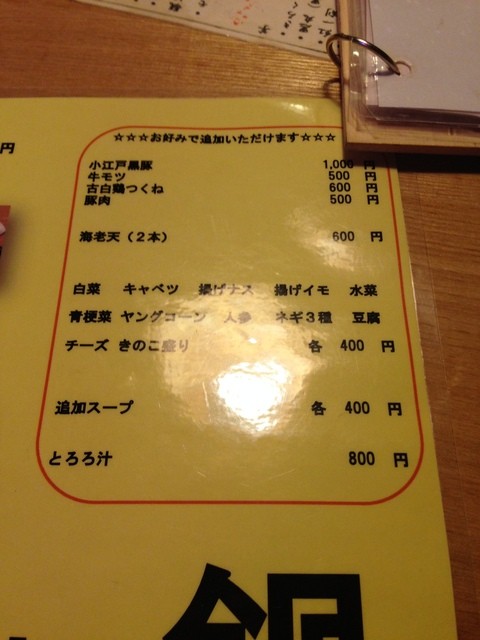 円
☆☆☆お好みで追加いただけます☆☆☆
小江戸黒豚 1,000 円
牛モツ 500 円
古白鶏つくね 600 円
豚肉 500 円
海老天（２本） 600 円
白菜 キャベツ 揚げナス 揚げイモ 水菜
青梗菜 ヤングコーン 人参 ネギ３種 豆腐
チーズ きのこ盛り 各 400 円
追加スープ 各 400 円
とろろ汁 800 円
鍋